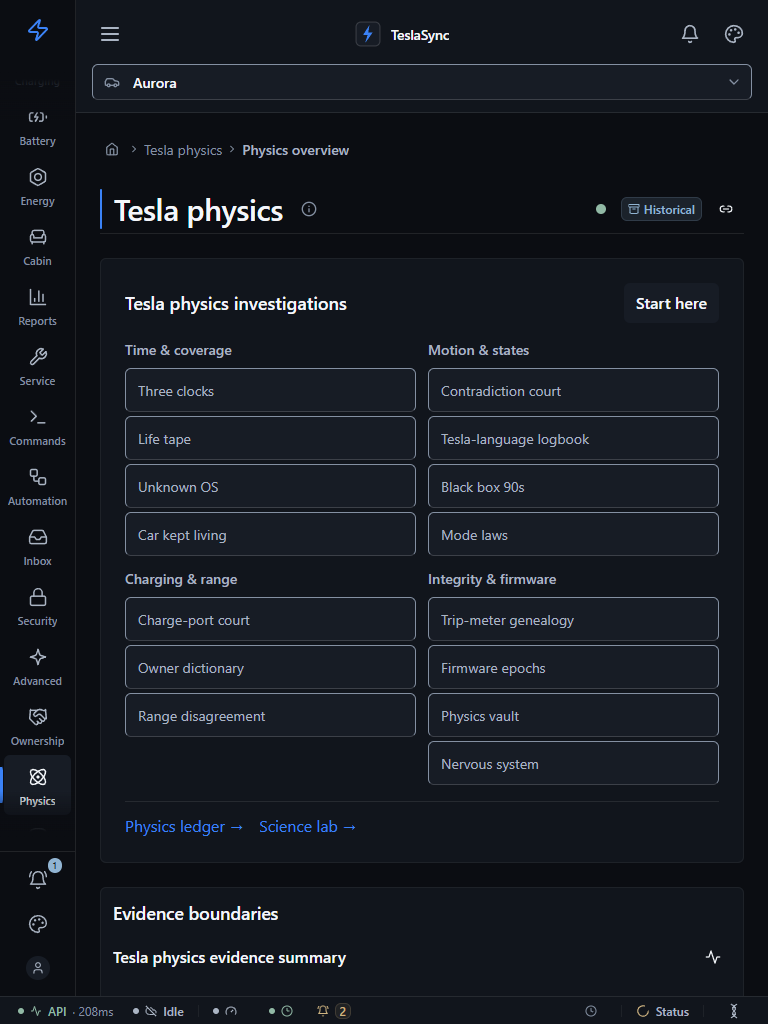 TeslaSync
Aurora
Charging
Battery
Energy
Cabin
Reports
Service
Commands
Automation
Inbox
Security
Advanced
Ownership
Physics
1
Tesla physics
Physics overview
Tesla physics
Historical
Tesla physics investigations
Start here
Time & coverage
Three clocks
Life tape
Unknown OS
Car kept living
Motion & states
Contradiction court
Tesla-language logbook
Black box 90s
Mode laws
Charging & range
Charge-port court
Owner dictionary
Range disagreement
Integrity & firmware
Trip-meter genealogy
Firmware epochs
Physics vault
Nervous system
Physics ledger →
Science lab →
Evidence boundaries
Tesla physics evidence summary
API · 208ms
Idle
2
Status